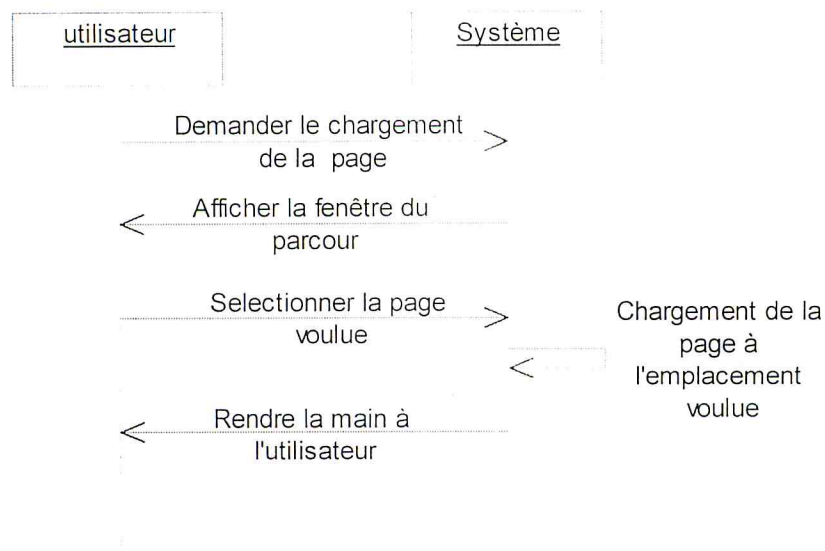 utilisateur
Système
Demander le chargement
de la page
Afficher la fenêtre du
parcour
Selectionner la page
voulue
Chargement de la
page à
l'emplacement
voulue
Rendre la main à
l'utilisateur